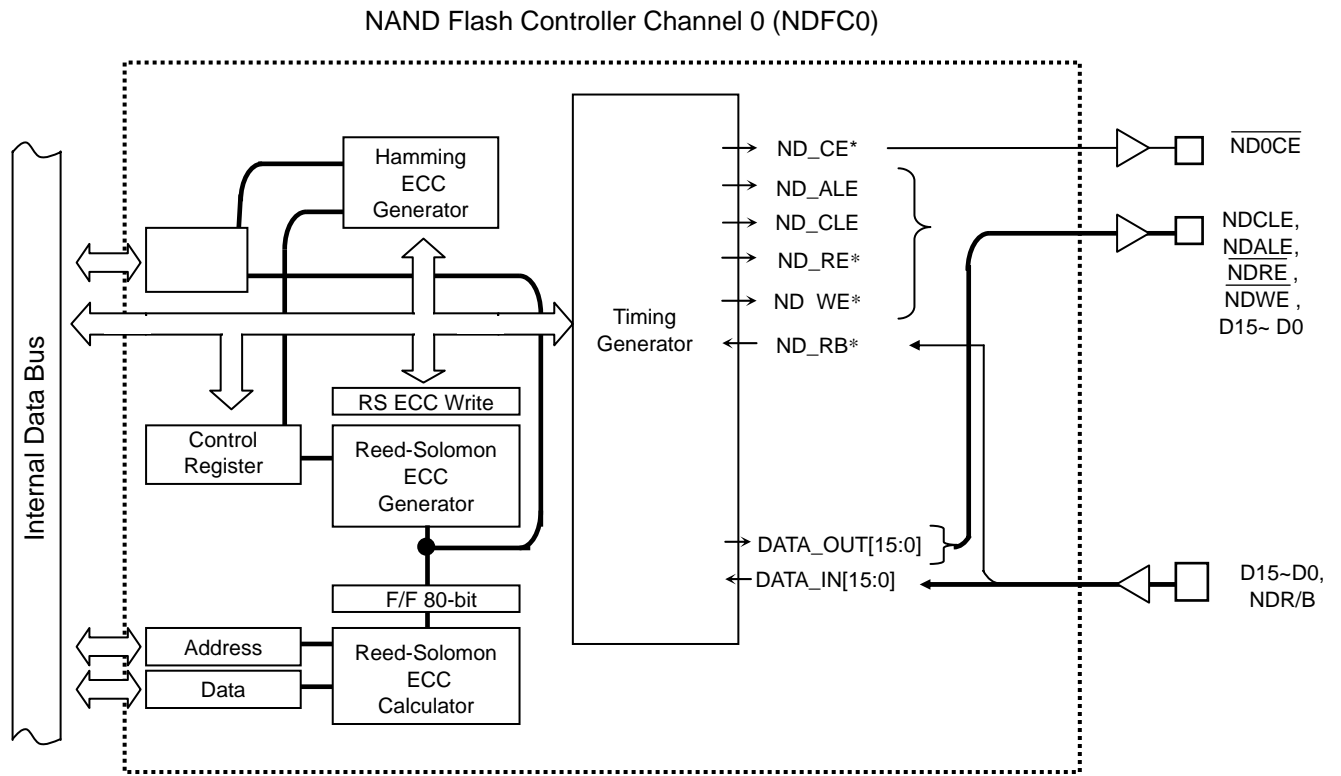 NAND Flash Controller Channel 0 (NDFC0)
Internal Data Bus
Hamming
ECC
Generator
Control
Register
RS ECC Write
Reed-Solomon
ECC
Generator
F/F 80-bit
Address
Data
Reed-Solomon
ECC
Calculator
Timing
Generator
ND_CE*
ND_ALE
ND_CLE
ND_RE*
ND WE*
ND_RB*
DATA_OUT[15:0]
DATA_IN[15:0]
ND0CE
NDCLE,
NDALE,
NDRE ,
NDWE ,
D15~ D0
D15~D0,
NDR/B